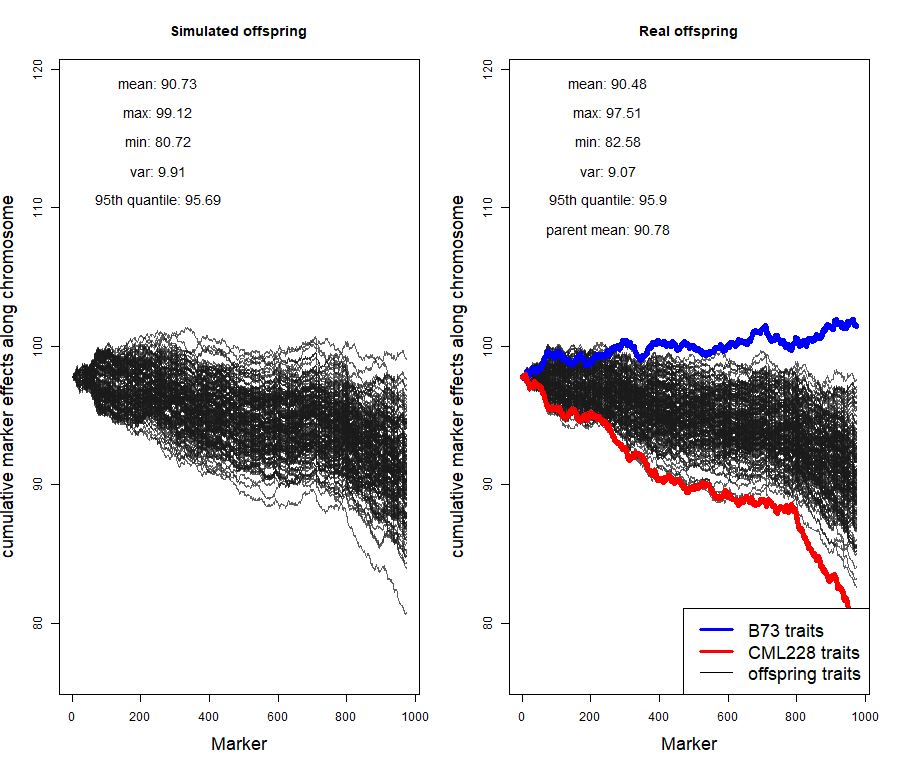 Simulated offspring
mean: 90.73
max: 99.12
min: 80.72
var: 9.91
95th quantile: 95.69
cumulative marker effects along chromosome
120
110
100
90
80
0 200 400 600 800 1000
Marker
Real offspring
mean: 90.48
max: 97.51
min: 82.58
var: 9.07
95th quantile: 95.9
parent mean: 90.78
cumulative marker effects along chromosome
120
110
100
90
80
B73 traits
CML228 traits
offspring traits
0 200 400 600 800 1000
Marker